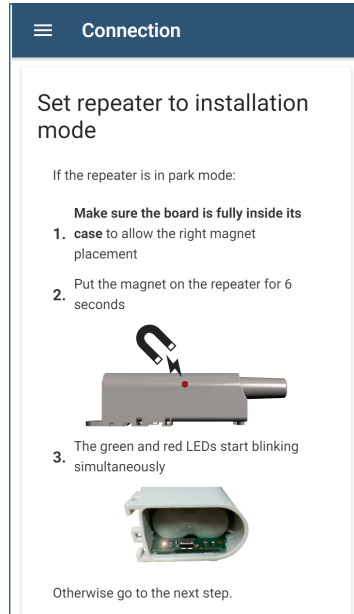 Connection
Set repeater to installation
mode
If the repeater is in park mode:
Make sure the board is fully inside its
1. case to allow the right magnet
placement
Put the magnet on the repeater for 6
2. seconds
The green and red LEDs start blinking
3. simultaneously
Otherwise go to the next step.